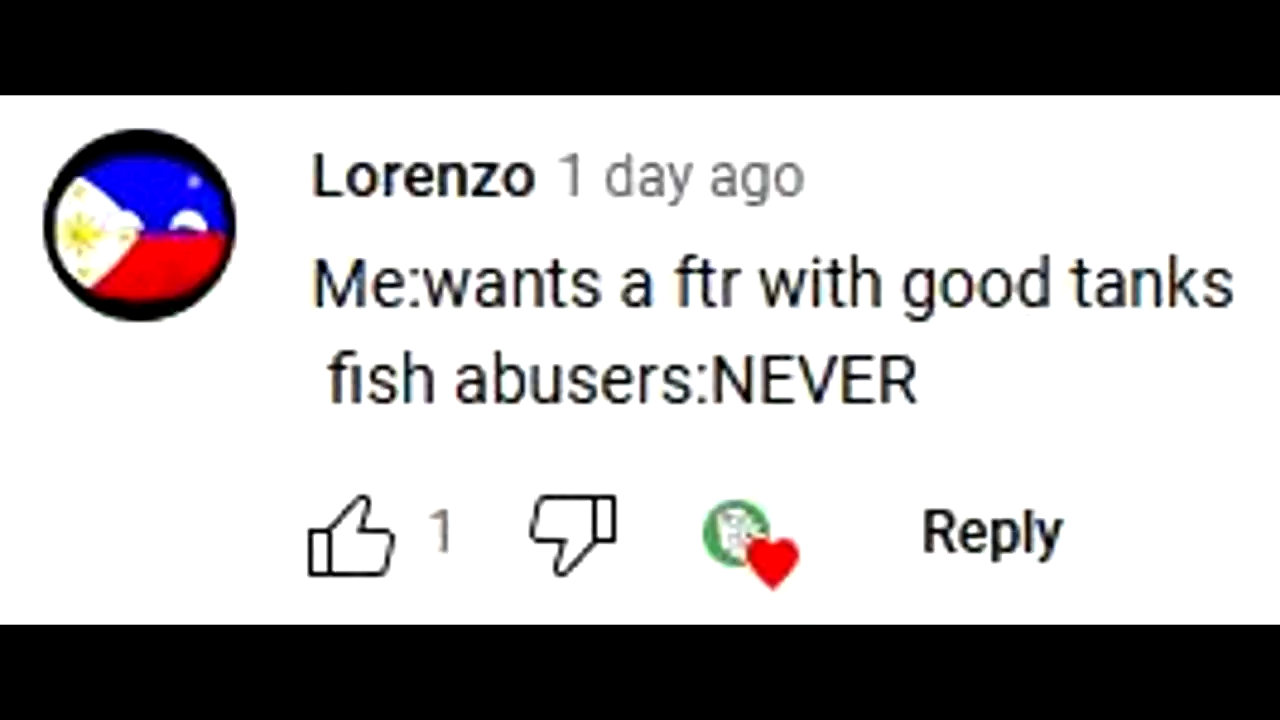 Lorenzo 1 day ago
Me:wants a ftr with good tanks
fish abusers:NEVER
1 Reply